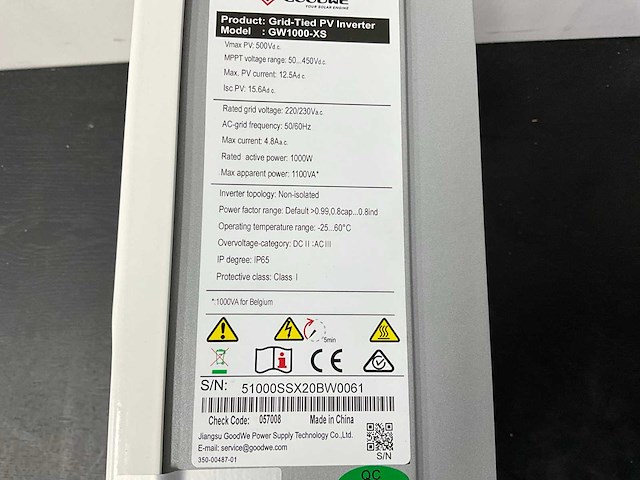 GOODWE
YOUR SOLAR ENGINE
Product: Grid-Tied PV Inverter
Model : GW1000-XS
Vmax PV: 500Vd.c.
MPPT voltage range: 50...450Vd.c.
Max. PV current: 12.5Ad.c.
Isc PV: 15.6Ad.c.
Rated grid voltage: 220/230Va.c.
AC-grid frequency: 50/60Hz
Max current: 4.8Aa.c.
Rated active power: 1000W
Max apparent power: 1100VA*
Inverter topology: Non-isolated
Power factor range: Default >0.99,0.8cap...0.8ind
Operating temperature range: -25...60°C
Overvoltage-category: DC II :AC III
IP degree: IP65
Protective class: Class I
*:1000VA for Belgium
5min
CE
S/N: 51000SSX20BW0061
Check Code: 057008 Made in China
Jiangsu GoodWe Power Supply Technology Co.,Ltd.
E-mail: service@goodwe.com
S/N
350-00487-01
QC